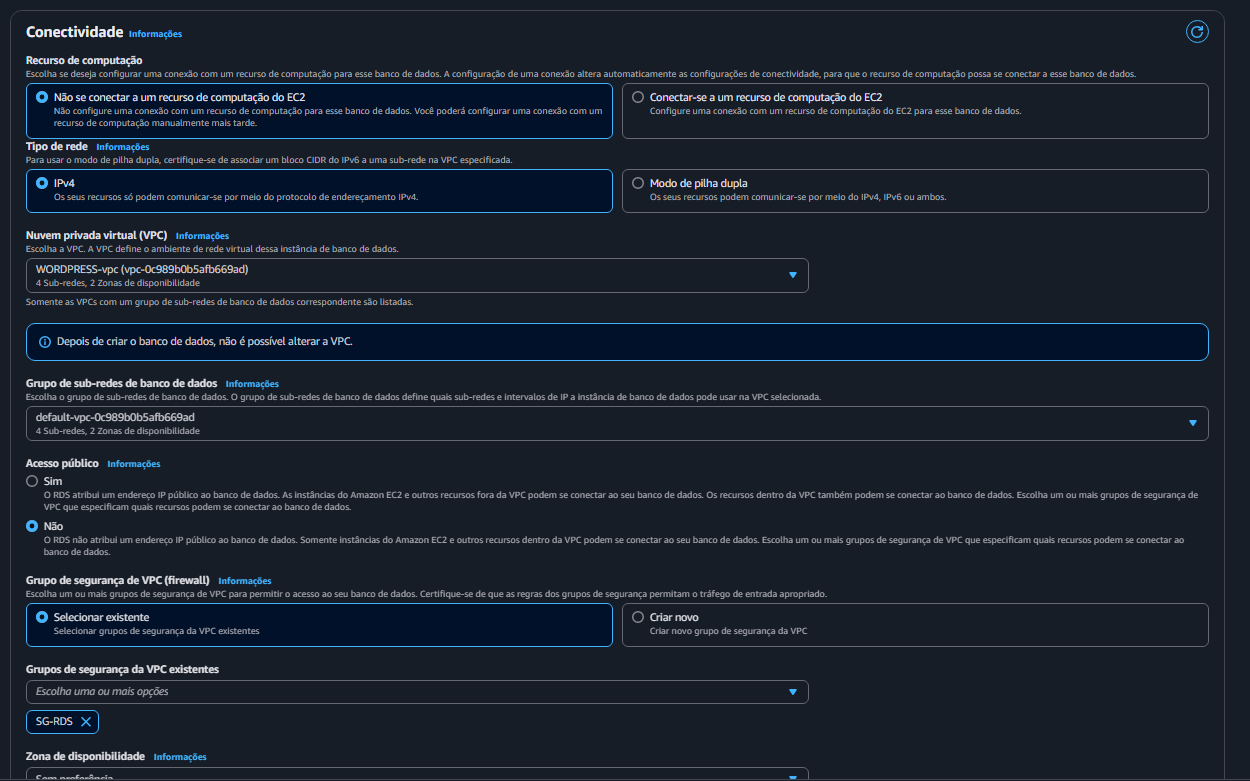 Conectividade Informações
Recurso de computação
Escolha se deseja configurar uma conexão com um recurso de computação para esse banco de dados. A configuração de uma conexão altera automaticamente as configurações de conectividade, para que o recurso de computação possa se conectar a esse banco de dados.
Não se conectar a um recurso de computação do EC2
Não configure uma conexão com um recurso de computação para esse banco de dados. Você poderá configurar uma conexão com um
recurso de computação manualmente mais tarde.
Conectar-se a um recurso de computação do EC2
Configure uma conexão com um recurso de computação do EC2 para esse banco de dados.
Tipo de rede Informações
Para usar o modo de pilha dupla, certifique-se de associar um bloco CIDR do IPv6 a uma sub-rede na VPC especificada.
IPv4
Os seus recursos só podem comunicar-se por meio do protocolo de endereçamento IPv4.
Modo de pilha dupla
Os seus recursos podem comunicar-se por meio do IPv4, IPv6 ou ambos.
Nuvem privada virtual (VPC) Informações
Escolha a VPC. A VPC define o ambiente de rede virtual dessa instância de banco de dados.
WORDPRESS-vpc (vpc-0c989b0b5afb669ad)
4 Sub-redes, 2 Zonas de disponibilidade
Somente as VPCs com um grupo de sub-redes de banco de dados correspondente são listadas.
Depois de criar o banco de dados, não é possível alterar a VPC.
Grupo de sub-redes de banco de dados Informações
Escolha o grupo de sub-redes de banco de dados. O grupo de sub-redes de banco de dados define quais sub-redes e intervalos de IP a instância de banco de dados pode usar na VPC selecionada.
default-vpc-0c989b0b5afb669ad
4 Sub-redes, 2 Zonas de disponibilidade
Acesso público Informações
Sim
O RDS atribui um endereço IP público ao banco de dados. As instâncias do Amazon EC2 e outros recursos fora da VPC podem se conectar ao seu banco de dados. Os recursos dentro da VPC também podem se conectar ao banco de dados. Escolha um ou mais grupos de segurança de
VPC que especificam quais recursos podem se conectar ao banco de dados.
Não
O RDS não atribui um endereço IP público ao banco de dados. Somente instâncias do Amazon EC2 e outros recursos dentro da VPC podem se conectar ao seu banco de dados. Escolha um ou mais grupos de segurança de VPC que especificam quais recursos podem se conectar ao
banco de dados.
Grupo de segurança de VPC (firewall) Informações
Escolha um ou mais grupos de segurança de VPC para permitir o acesso ao seu banco de dados. Certifique-se de que as regras dos grupos de segurança permitam o tráfego de entrada apropriado.
Selecionar existente
Selecionar grupos de segurança da VPC existentes
Criar novo
Criar novo grupo de segurança da VPC
Grupos de segurança da VPC existentes
Escolha uma ou mais opções
SG-RDS
Zona de disponibilidade Informações
Sem preferência